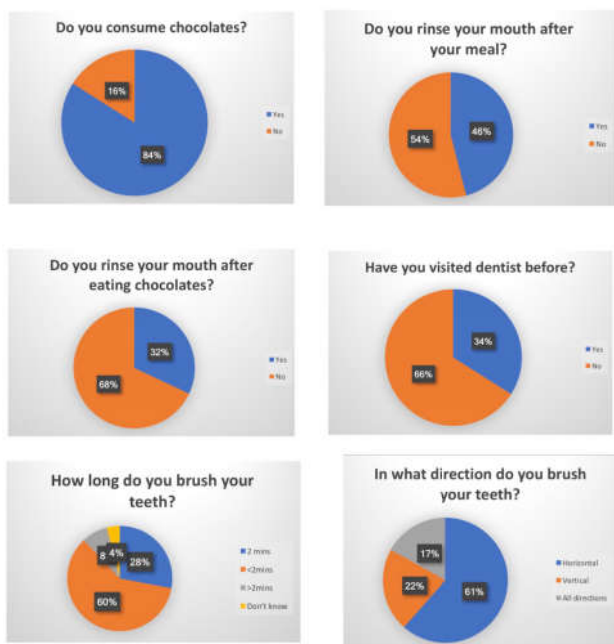 Do you consume chocolates?
16%
84%
Yes
No
Do you rinse your mouth after
your meal?
46%
54%
Yes
No
Do you rinse your mouth after
eating chocolates?
32%
68%
Yes
No
Have you visited dentist before?
34%
66%
Yes
No
How long do you brush your
teeth?
8
4%
28%
60%
2 mins
<2mins
>2mins
Don't know
In what direction do you brush
your teeth?
17%
22%
61%
Horizontal
Vertical
All directions